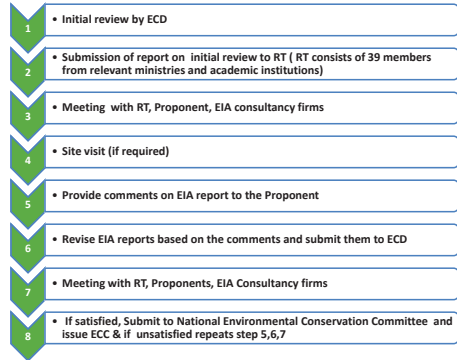 1
• Initial review by ECD
2
• Submission of report on initial review to RT ( RT consists of 39 members
from relevant ministries and academic institutions)
3
• Meeting with RT, Proponent, EIA consultancy firms
4
• Site visit (if required)
5
• Provide comments on EIA report to the Proponent
6
• Revise EIA reports based on the comments and submit them to ECD
7
• Meeting with RT, Proponents, EIA Consultancy firms
8
• If satisfied, Submit to National Environmental Conservation Committee and
issue ECC & if unsatisfied repeats step 5,6,7